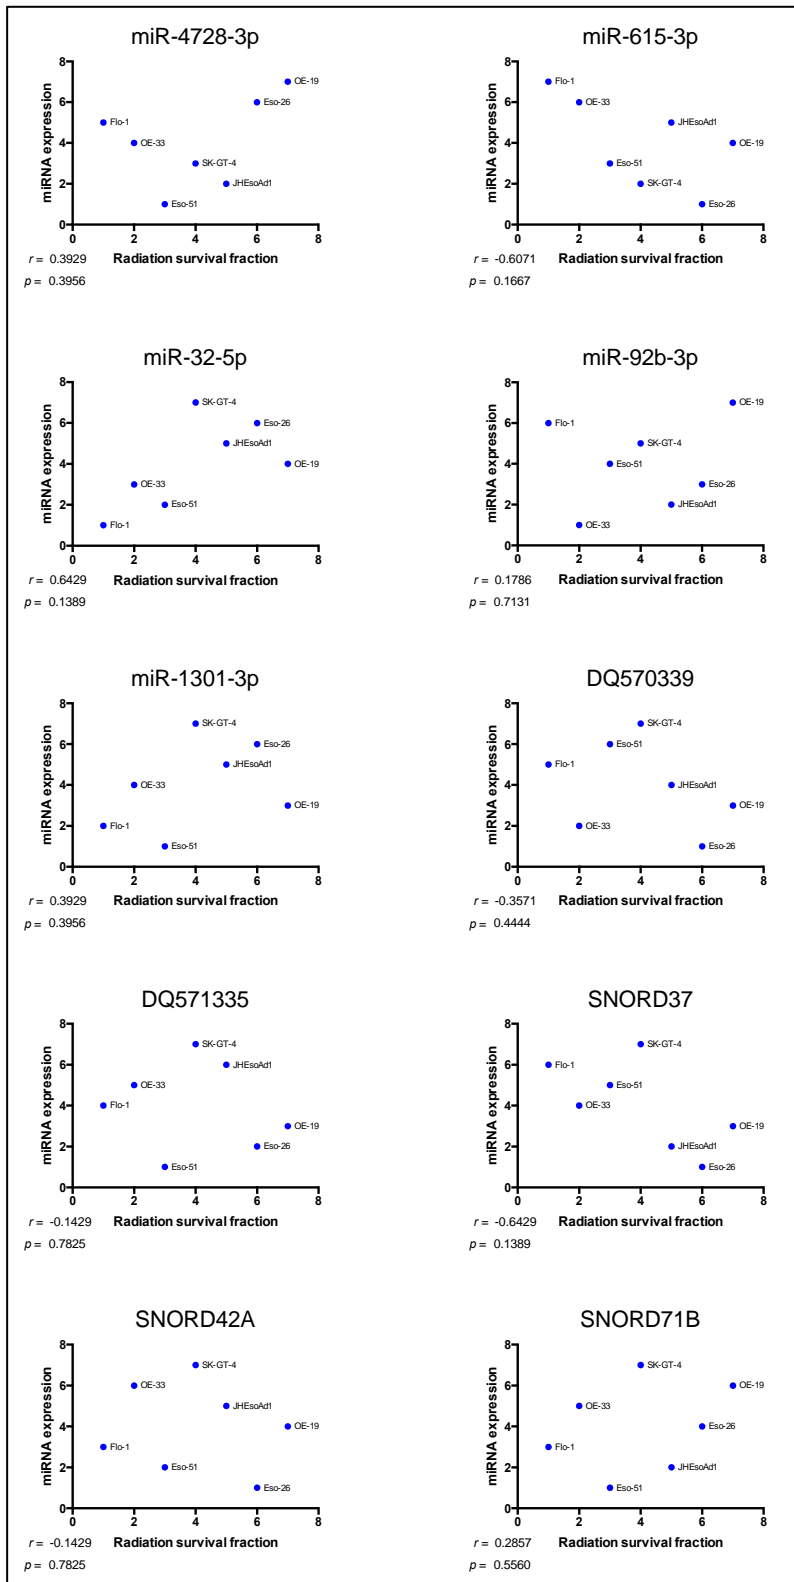 miR-4728-3p
miRNA expression
8
6
4
2
0
0 2 4 6 8
OE-19
Eso-26
Flo-1
OE-33
SK-GT-4
JHEsoAd1
Eso-51
r = 0.3929 Radiation survival fraction
p = 0.3956
miR-615-3p
miRNA expression
8
6
4
2
0
0 2 4 6 8
Flo-1
OE-33
JHEsoAd1
OE-19
Eso-51
SK-GT-4
Eso-26
r = -0.6071 Radiation survival fraction
p = 0.1667
miR-32-5p
miRNA expression
8
6
4
2
0
0 2 4 6 8
SK-GT-4
Eso-26
JHEsoAd1
OE-19
OE-33
Eso-51
Flo-1
r = 0.6429 Radiation survival fraction
p = 0.1389
miR-92b-3p
miRNA expression
8
6
4
2
0
0 2 4 6 8
OE-19
Flo-1
SK-GT-4
Eso-51
Eso-26
JHEsoAd1
OE-33
r = 0.1786 Radiation survival fraction
p = 0.7131
miR-1301-3p
miRNA expression
8
6
4
2
0
0 2 4 6 8
SK-GT-4
Eso-26
JHEsoAd1
OE-33
OE-19
Flo-1
Eso-51
r = 0.3929 Radiation survival fraction
p = 0.3956
DQ570339
miRNA expression
8
6
4
2
0
0 2 4 6 8
SK-GT-4
Eso-51
Flo-1
JHEsoAd1
OE-19
OE-33
Eso-26
r = -0.3571 Radiation survival fraction
p = 0.4444
DQ571335
miRNA expression
8
6
4
2
0
0 2 4 6 8
SK-GT-4
JHEsoAd1
OE-33
Flo-1
OE-19
Eso-26
Eso-51
r = -0.1429 Radiation survival fraction
p = 0.7825
SNORD37
miRNA expression
8
6
4
2
0
0 2 4 6 8
SK-GT-4
Flo-1
Eso-51
OE-33
OE-19
JHEsoAd1
Eso-26
r = -0.6429 Radiation survival fraction
p = 0.1389
SNORD42A
miRNA expression
8
6
4
2
0
0 2 4 6 8
SK-GT-4
OE-33
JHEsoAd1
OE-19
Flo-1
Eso-51
Eso-26
r = -0.1429 Radiation survival fraction
p = 0.7825
SNORD71B
miRNA expression
8
6
4
2
0
0 2 4 6 8
SK-GT-4
OE-19
OE-33
Eso-26
Flo-1
JHEsoAd1
Eso-51
r = 0.2857 Radiation survival fraction
p = 0.5560